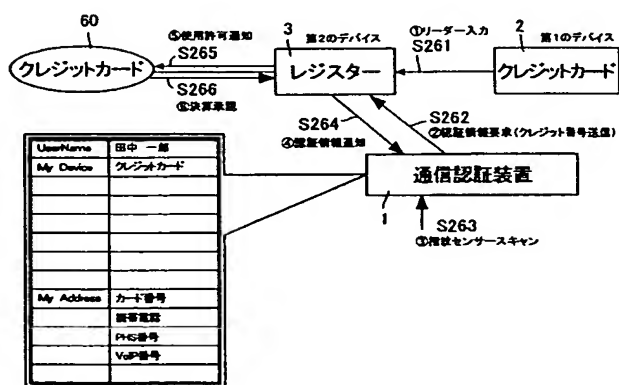 60
クレジットカード
⑤使用許可通知
S265
S266
3
第2のデバイス
レジスター
①リーダー入力
S261
2
第1のデバイス
クレジットカード
S262
②認証情報要求(クレジット番号送信)
S264
④認証情報通知
通信認証装置
1
S263
③指紋センサースキャン
UserName 田中 一郎
My Device クレジットカード
My Address カード番号
携帯電話
PHS番号
VoIP番号